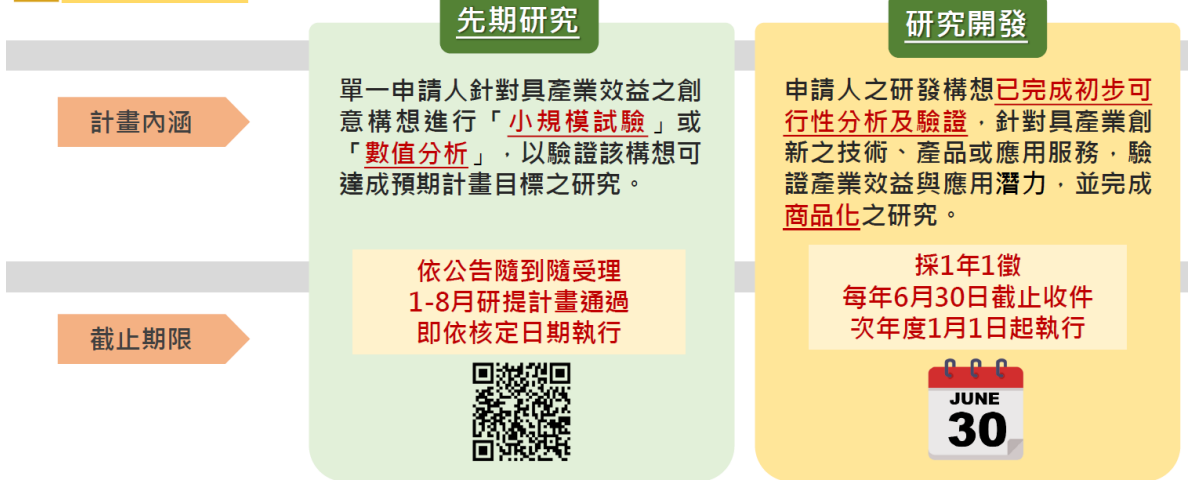 先期研究
研究開發
計畫內涵
單一申請人針對具產業效益之創
意構想進行「小規模試驗」或
「數值分析」，以驗證該構想可
達成預期計畫目標之研究。
申請人之研發構想已完成初步可
行性分析及驗證，針對具產業創
新之技術、產品或應用服務，驗
證產業效益與應用潛力，並完成
商品化之研究。
截止期限
依公告隨到隨受理
1-8月研提計畫通過
即依核定日期執行
採1年1徵
每年6月30日截止收件
次年度1月1日起執行
JUNE
30